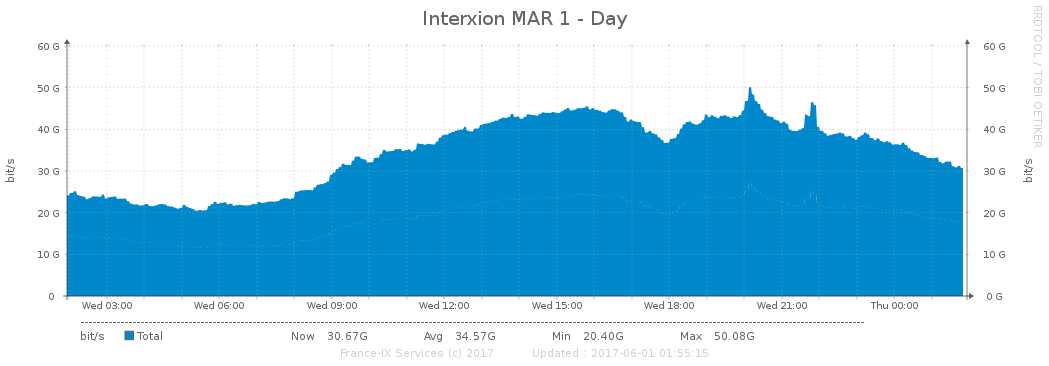 Interxion MAR 1 - Day
RRDTOOL / TOBI OETIKER
60 G 60 G
50 G 50 G
40 G 40 G
30 G 30 G
20 G 20 G
10 G 10 G
0 0 G
bit/s bit/s
Wed 03:00 Wed 06:00 Wed 09:00 Wed 12:00 Wed 15:00 Wed 18:00 Wed 21:00 Thu 00:00
bit/s Total Now 30.67G Avg 34.57G Min 20.40G Max 50.08G
France-IX Services (c) 2017 Updated : 2017-06-01 01:55:15